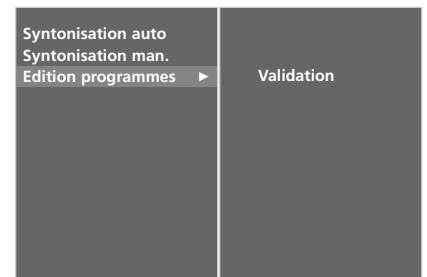 Syntonisation auto
Syntonisation man.
Edition programmes ►
Validation